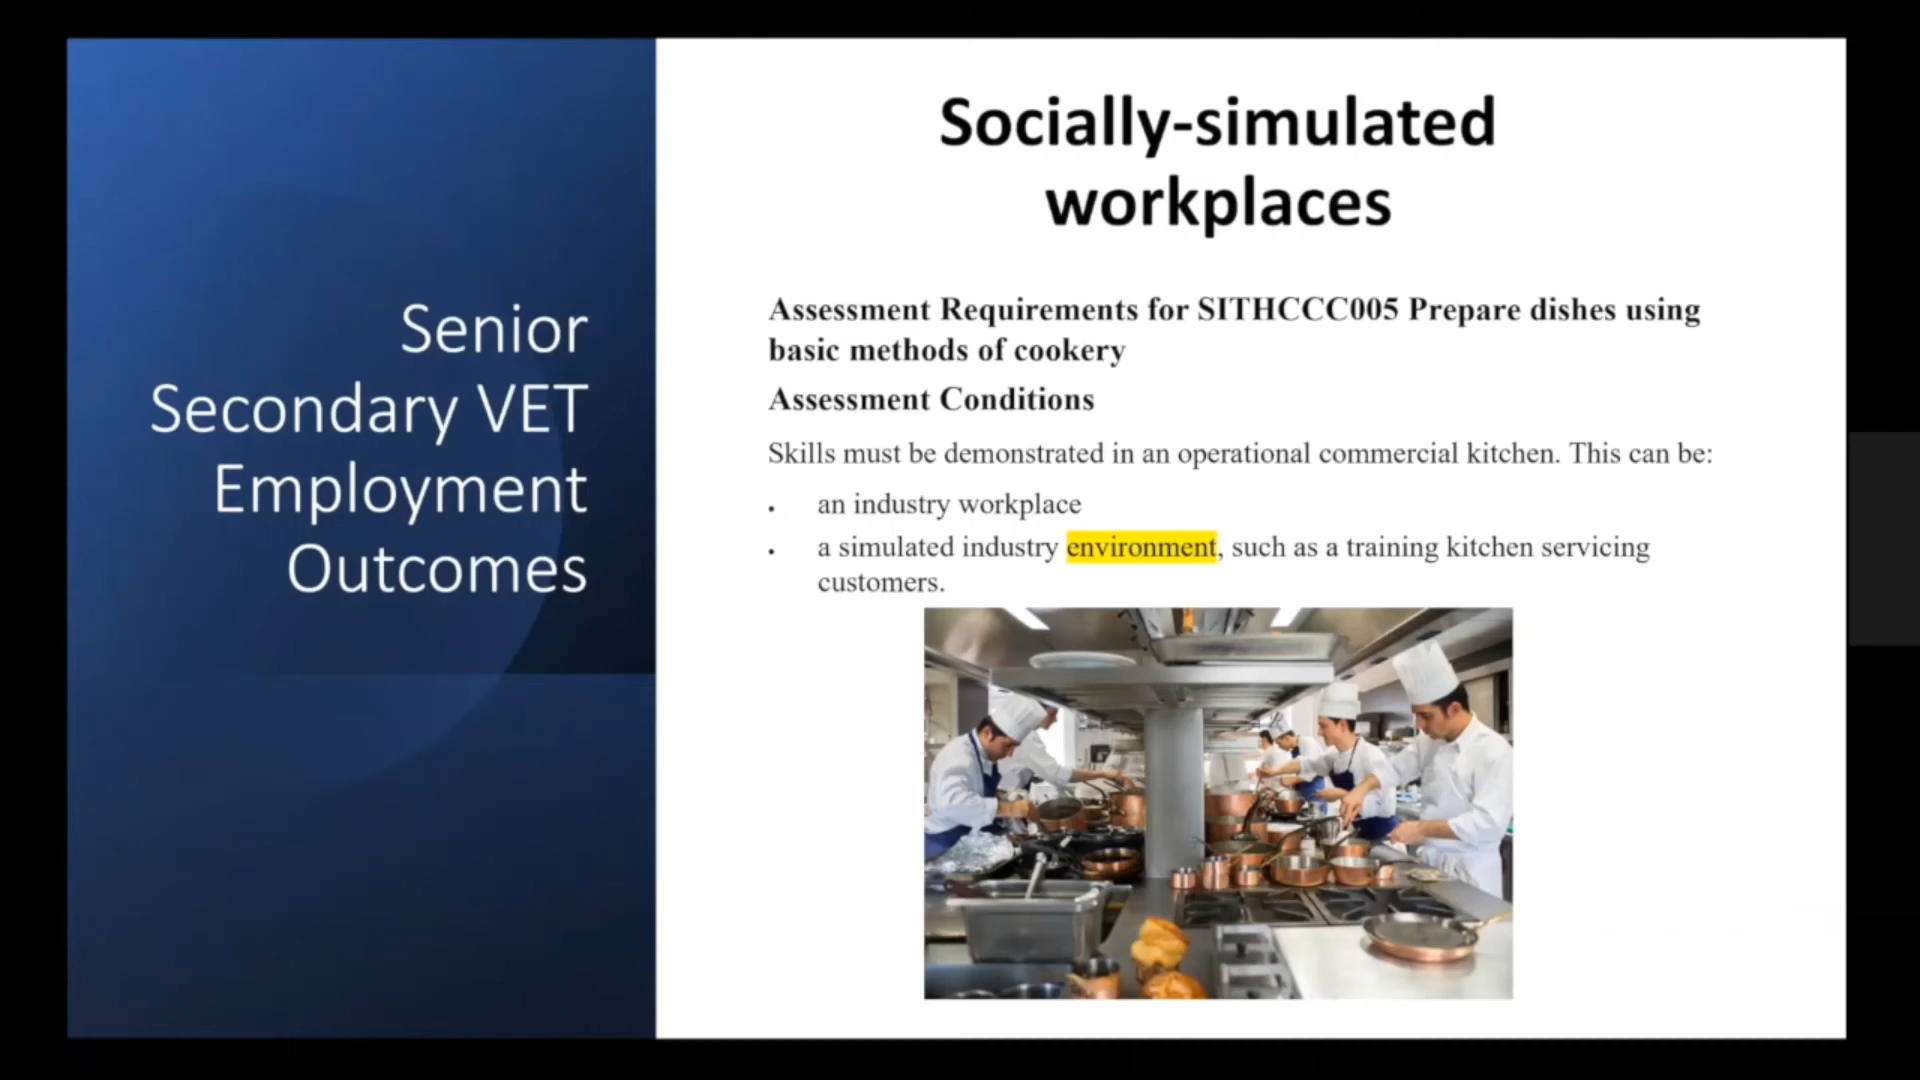 Senior
Secondary VET
Employment
Outcomes
Socially-simulated
workplaces
Assessment Requirements for SITHCCC005 Prepare dishes using
basic methods of cookery
Assessment Conditions
Skills must be demonstrated in an operational commercial kitchen. This can be:
• an industry workplace
• a simulated industry environment, such as a training kitchen servicing
customers.